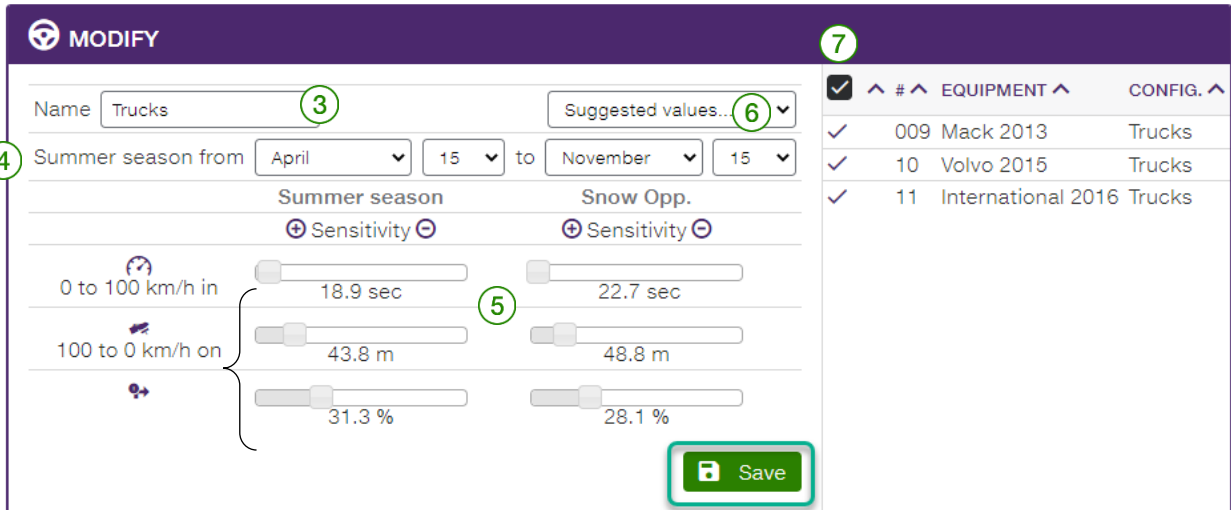 MODIFY
7
Name Trucks 3 Suggested values... 6
# EQUIPMENT CONFIG.
009 Mack 2013 Trucks
4 Summer season from April 15 to November 15
10 Volvo 2015 Trucks
Summer season Snow Opp.
11 International 2016 Trucks
Sensitivity Sensitivity
0 to 100 km/h in
18.9 sec 5 22.7 sec
100 to 0 km/h on
43.8 m 48.8 m
31.3 % 28.1 %
Save